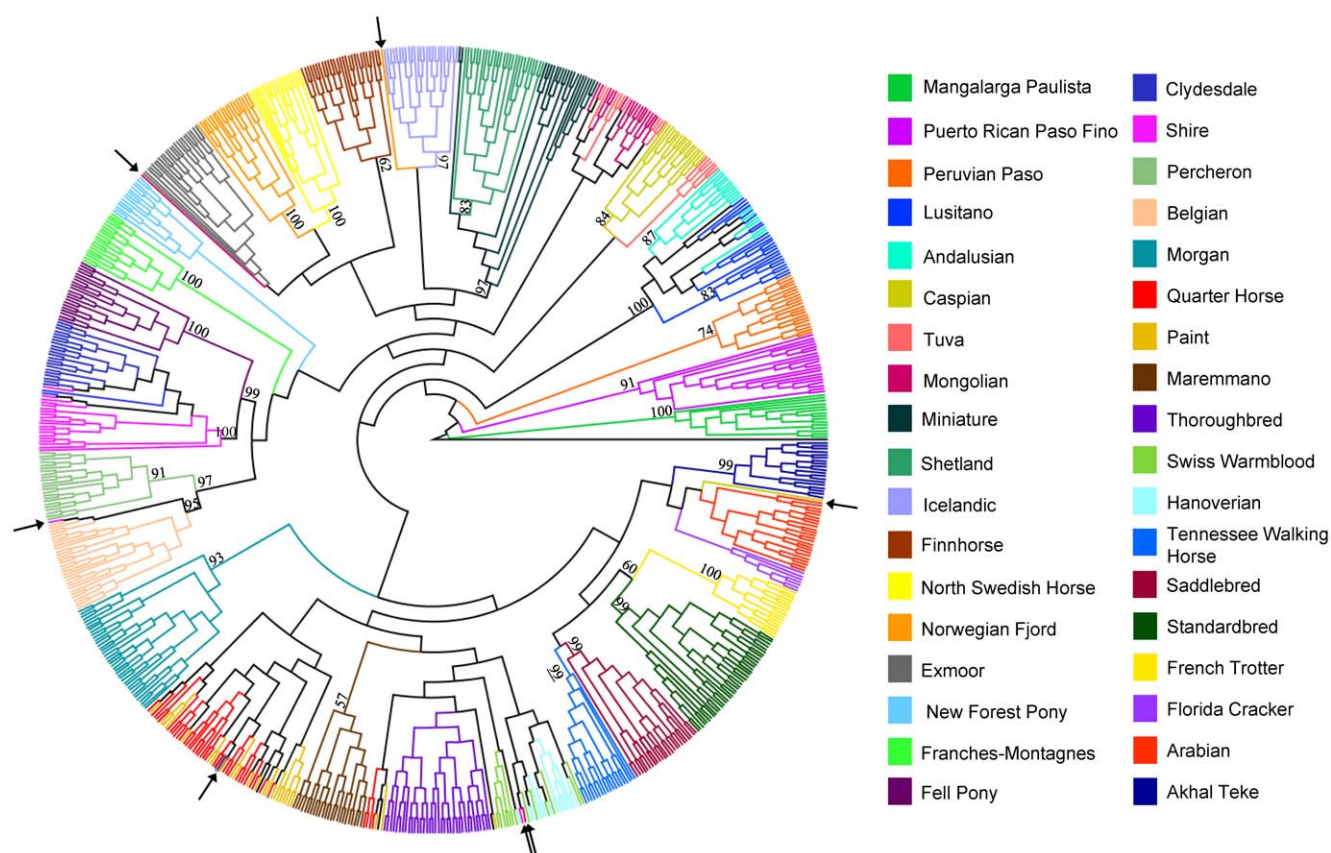 62
97
83
97
84
87
100
83
74
91
100
100
100
100
100
99
100
91
97
95
93
57
99
99
99
60
100
99
Mangalarga Paulista
Puerto Rican Paso Fino
Peruvian Paso
Lusitano
Andalusian
Caspian
Tuva
Mongolian
Miniature
Shetland
Icelandic
Finnhorse
North Swedish Horse
Norwegian Fjord
Exmoor
New Forest Pony
Franches-Montagnes
Fell Pony
Clydesdale
Shire
Percheron
Belgian
Morgan
Quarter Horse
Paint
Maremmano
Thoroughbred
Swiss Warmblood
Hanoverian
Tennessee Walking
Horse
Saddlebred
Standardbred
French Trotter
Florida Cracker
Arabian
Akhal Teke